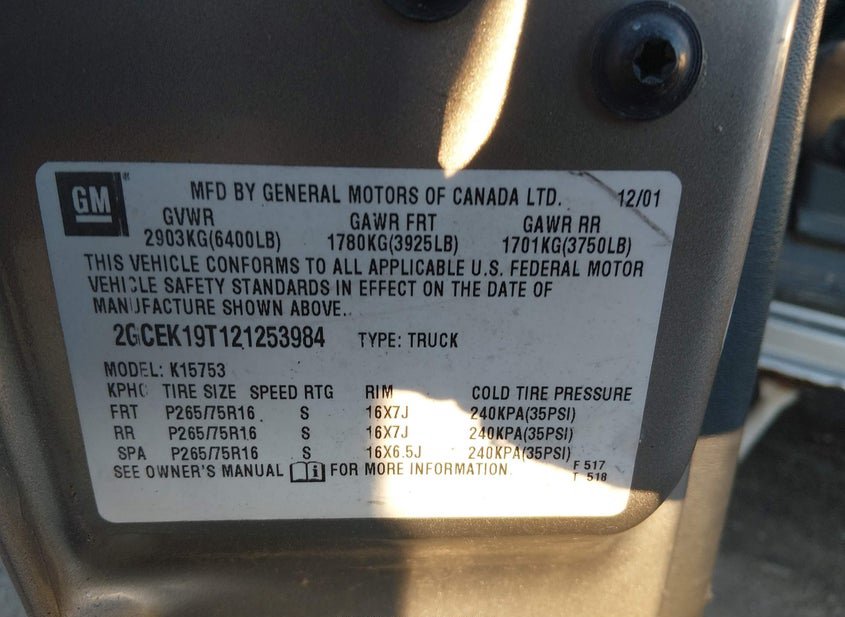 GM
MFD BY GENERAL MOTORS OF CANADA LTD. 12/01
GVWR GAWR FRT GAWR RR
2903KG(6400LB) 1780KG(3925LB) 1701KG(3750LB)
THIS VEHICLE CONFORMS TO ALL APPLICABLE U.S. FEDERAL MOTOR
VEHICLE SAFETY STANDARDS IN EFFECT ON THE DATE OF
MANUFACTURE SHOWN ABOVE.
2GCEK19T121253984 TYPE: TRUCK
MODEL: K15753
KPHC TIRE SIZE SPEED RTG RIM COLD TIRE PRESSURE
FRT P265/75R16 S 16X7J 240KPA(35PSI)
RR P265/75R16 S 16X7J 240KPA(35PSI)
SPA P265/75R16 S 16X6.5J 240KPA(35PSI)
SEE OWNER'S MANUAL i FOR MORE INFORMATION.
F 517
T 518